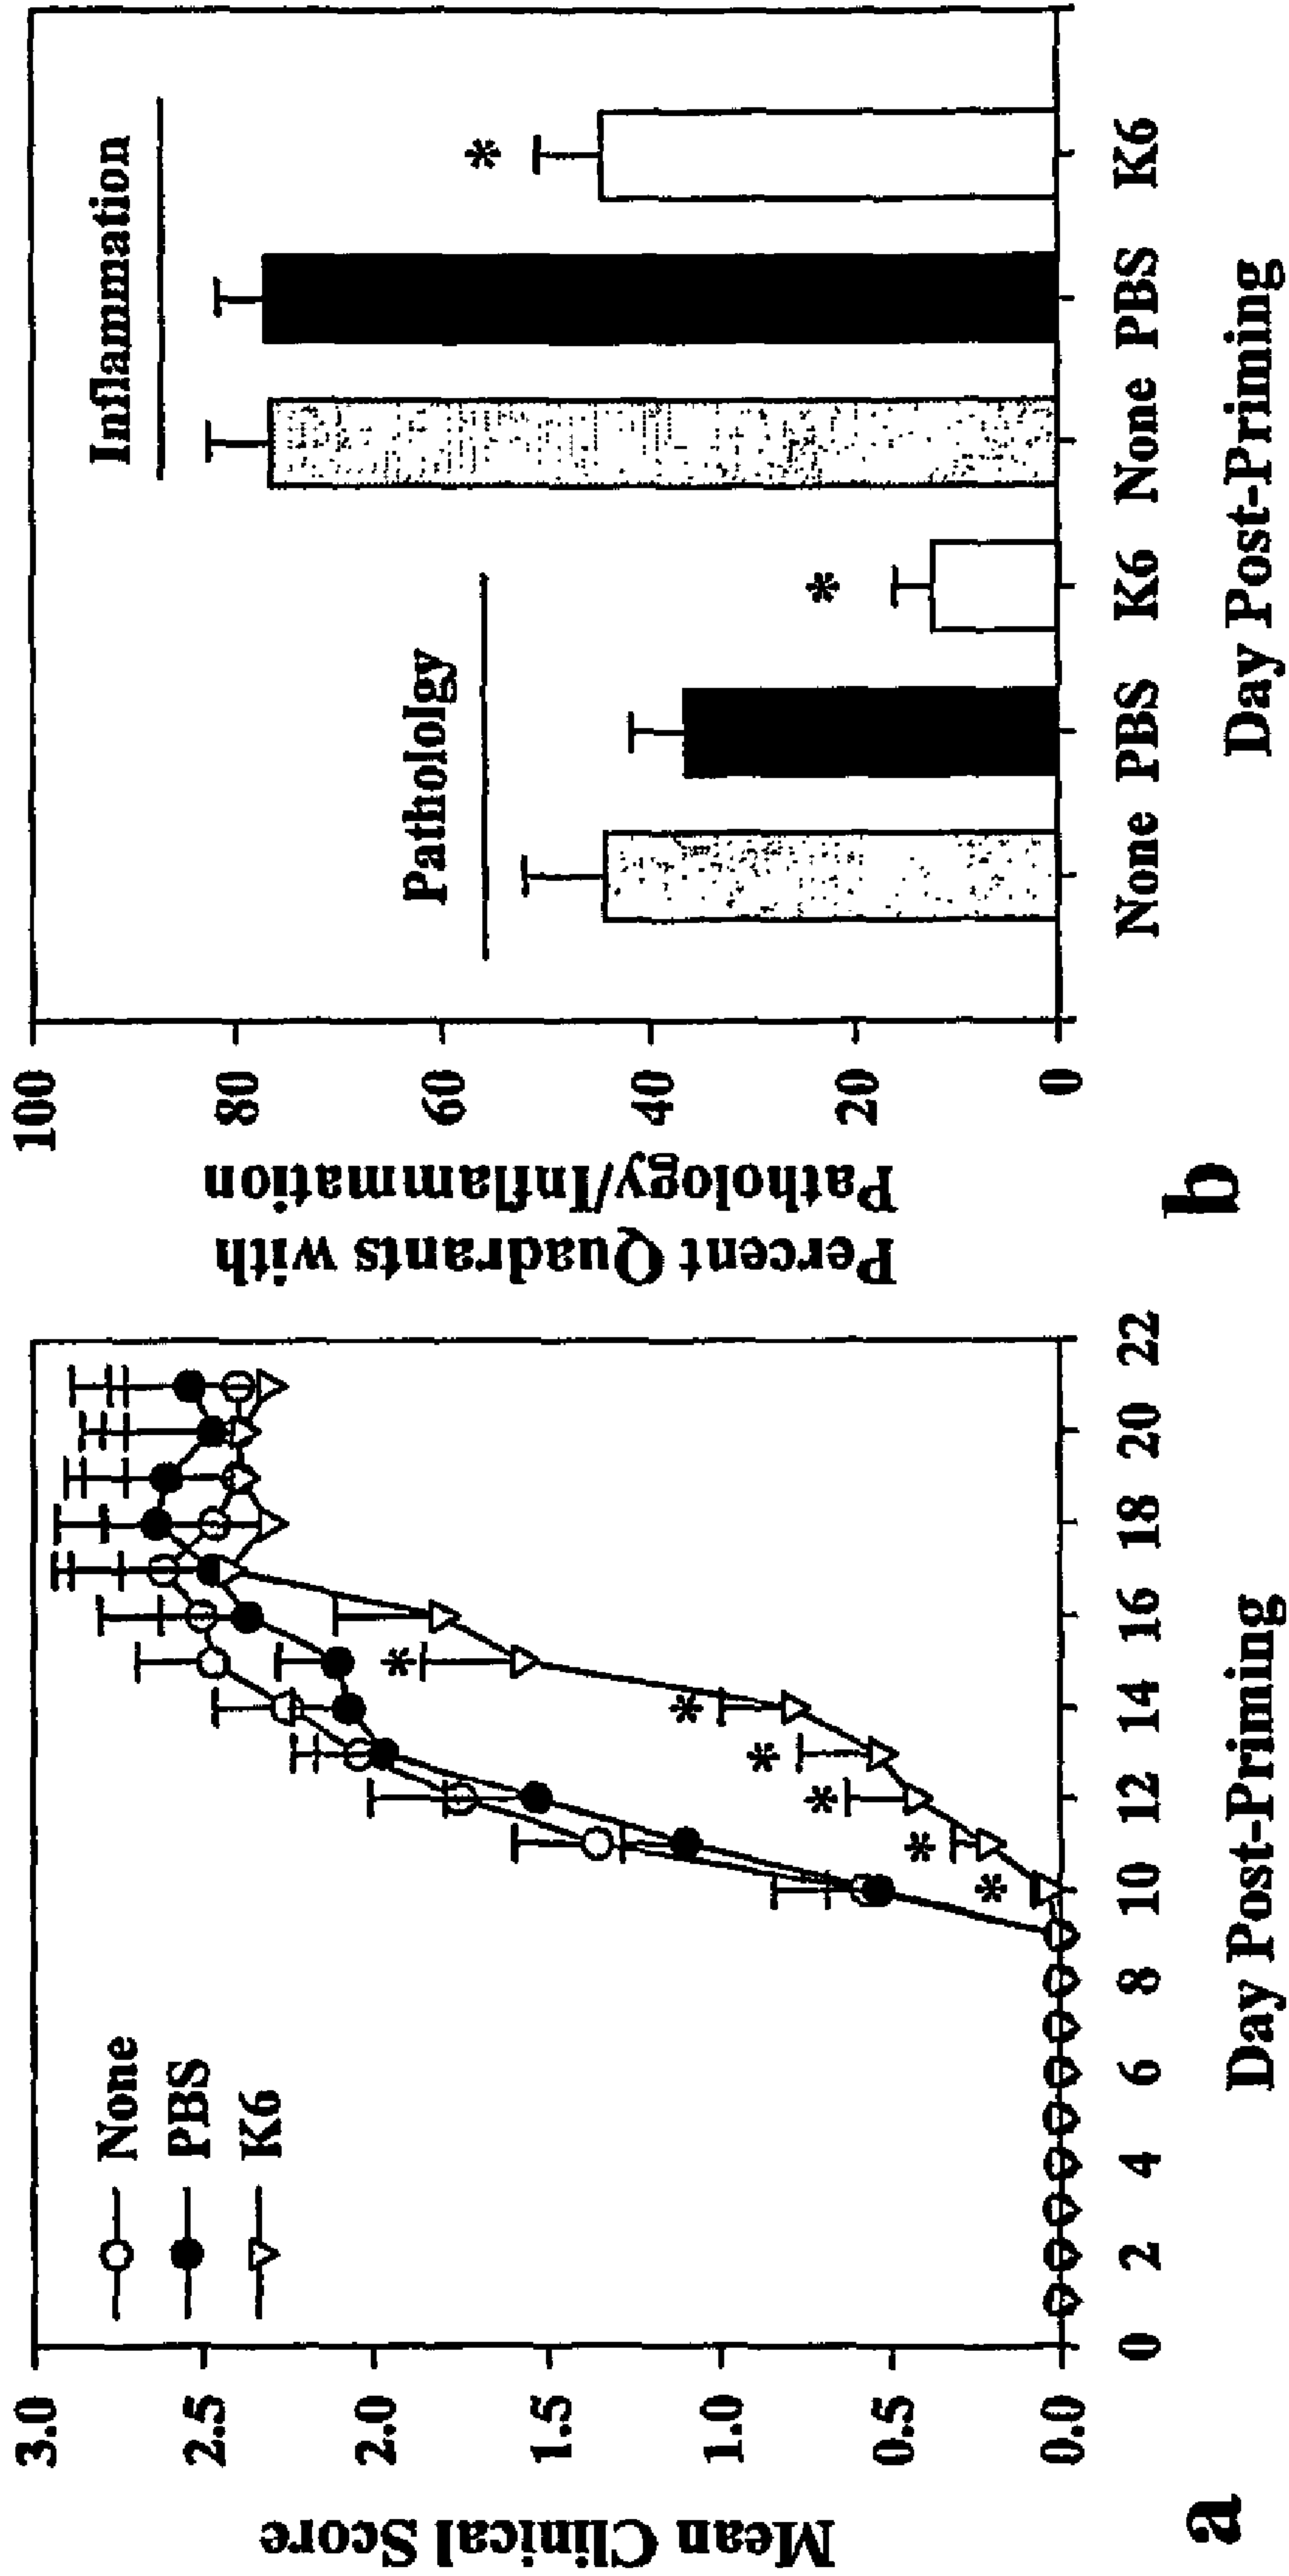 Mean Clinical Score
3.0
2.5
2.0
1.5
1.0
0.5
0.0
None
PBS
K6
*
*
*
*
*
*
0 2 4 6 8 10 12 14 16 18 20 22
Day Post-Priming
a
Percent Quadrants with
Pathology/Inflammation
100
80
60
40
20
0
Inflammation
Pathololgy
*
*
None PBS K6 None PBS K6
Day Post-Priming
b